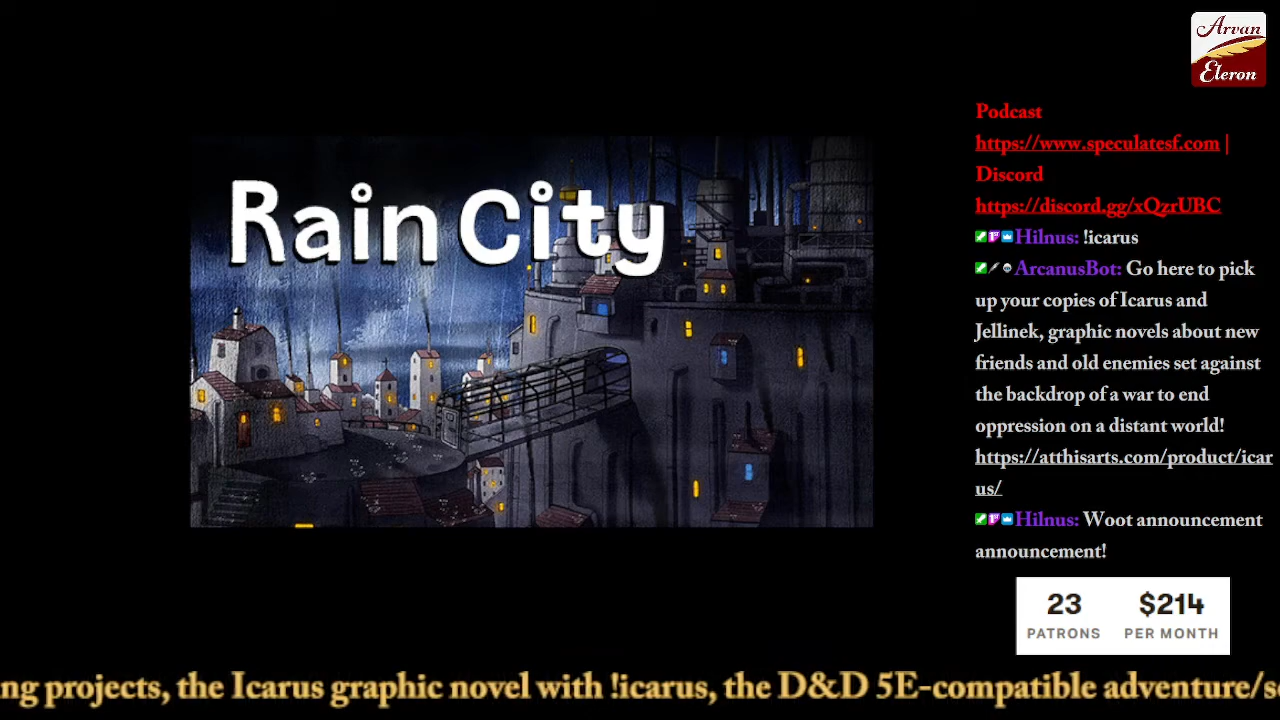 Arvan
Eleron
Rain City
Podcast
https://www.speculatesf.com |
Discord
https://discord.gg/xQzrUBC
Hilnus: !icarus
ArcanusBot: Go here to pick
up your copies of Icarus and
Jellinek, graphic novels about new
friends and old enemies set against
the backdrop of a war to end
oppression on a distant world!
https://atthisarts.com/product/icar
us/
Hilnus: Woot announcement
announcement!
23 $214
PATRONS PER MONTH
ng projects, the Icarus graphic novel with !icarus, the D&D 5E-compatible adventure/s